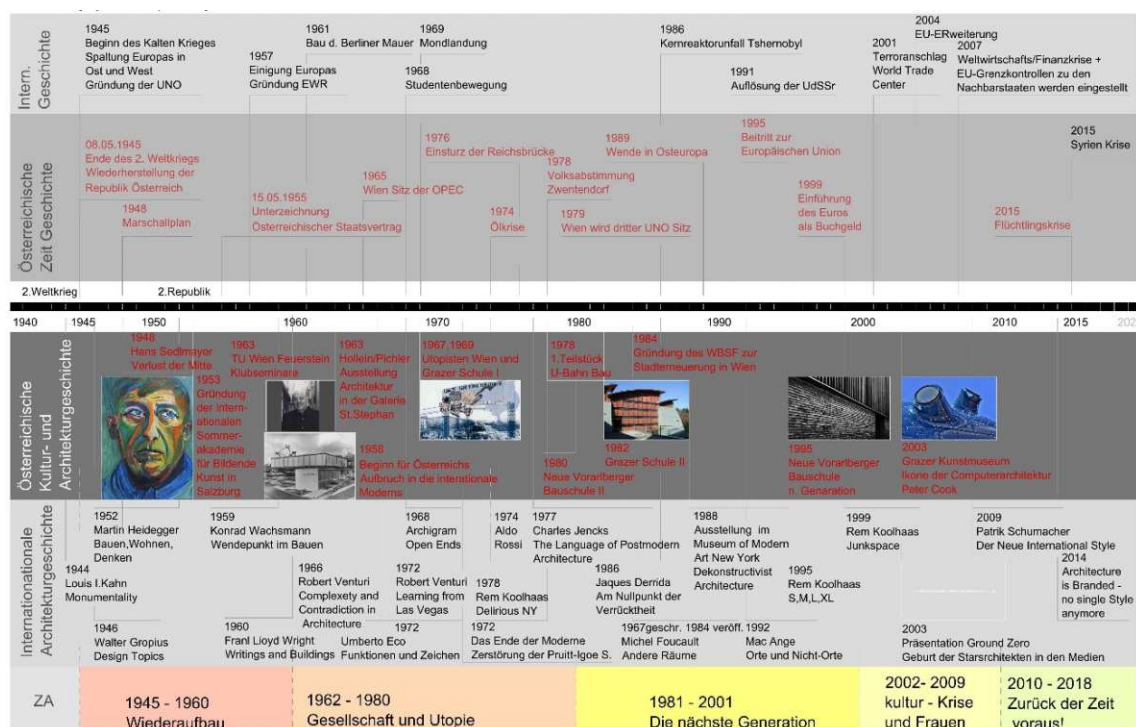 Intern.
Geschichte
1945
Beginn des Kalten Krieges
Spaltung Europas in
Ost und West
Gründung der UNO
1957
Einigung Europas
Gründung EWR
1961
Bau d. Berliner Mauer
1969
Mondlandung
1968
Studentenbewegung
1986
Kernreaktorunfall Tshernobyl
1991
Auflösung der UdSSr
2004
EU-ERweiterung
2001
Terroranschlag
World Trade
Center
2007
Weltwirtschafts/Finanzkrise +
EU-Grenzkontrollen zu den
Nachbarstaaten werden eingestellt
2015
Syrien Krise
Österreichische
Zeit Geschichte
08.05.1945
Ende des 2. Weltkriegs
Wiederherstellung der
Republik Österreich
1948
Marschallplan
15.05.1955
Unterzeichnung
Österreichischer Staatsvertrag
1965
Wien Sitz der OPEC
1976
Einsturz der Reichsbrücke
1974
Ölkrise
1978
Volksabstimmung
Zwentendorf
1979
Wien wird dritter UNO Sitz
1989
Wende in Osteuropa
1995
Beitritt zur
Europäischen Union
1999
Einführung
des Euros
als Buchgeld
2015
Flüchtlingskrise
2.Weltkrieg
2.Republik
1940 1945 1950 1960 1970 1980 1990 2000 2010 2015
Österreichische
Kultur- und
Architekturgeschichte
1948
Hans Sedlmayer
Verlust der Mitte
1953
Gründung
der Intern-
nationalen
Sommer-
akademie
für Bildende
Kunst in
Salzburg
1963
TU Wien Feuerstein
Klubseminara
1963
Hollein/Pichler
Ausstellung
Architektur
in der Galerie
St.Stephan
1958
Beginn für Österreichs
Aufbruch in die interationale
Moderns
1967,1969
Utopisten Wien und
Grazer Schule I
1978
1.Teilstück
U-Bahn Bau
1980
Neue Vorarlberger
Bauschule II
1984
Gründung des WBSF zur
Stadterneuerung in Wien
1982
Grazer Schule II
1995
Neue Vorarlberger
Bauschule
n. Genaration
2003
Grazer Kunstmuseum
Ikone der Computerarchitektur
Peter Cook
Internationationale
Architekturgeschichte
1952
Martin Heidegger
Bauen,Wohnen,
Denken
1944
Louis I.Kahn
Monumentality
1946
Walter Gropius
Design Topics
1959
Konrad Wachsmann
Wendepunkt im Bauen
1966
Robert Venturi
Complexety and
Contradiction in
Architecture
1960
Franl Lioyd Wright
Writings and Buildings
1968
Archigram
Open Ends
1972
Robert Venturi
Learning from
Las Vegas
Umberto Eco 1972
Funktionen und Zeichen
1974
Aldo
Rossi
1978
Rem Koolhaas
Delirious NY
1972
Das Ende der Moderne
Zerstörung der Pruitt-Igoe S.
1977
Charles Jencks
The Language of Postmodern
Architecture
1986
Jaques Derrida
Am Nullpunkt der
Verrücktheit
1967geschr. 1984 veröff.
Michel Foucault
Andere Räume
1988
Ausstellung im
Museum of Modern
Art New York
Dekonstructivist
Architecture
1992
Mac Ange
Orte und Nicht-Orte
1995
Rem Koolhaas
S,M,L,XL
1999
Rem Koolhaas
Junkspace
2003
Präsentation Ground Zero
Geburt der Starsrchitekten in den Medien
2009
Patrik Schumacher
Der Neue International Style
2014
Architecture
is Branded -
no single Style
anymore
ZA
1945 - 1960
Wiederaufbau
1962 - 1980
Gesellschaft und Utopie
1981 - 2001
Die nächste Generation
2002- 2009
kultur - Krise
und Frauen
2010 - 2018
Zurück der Zeit
voraus!